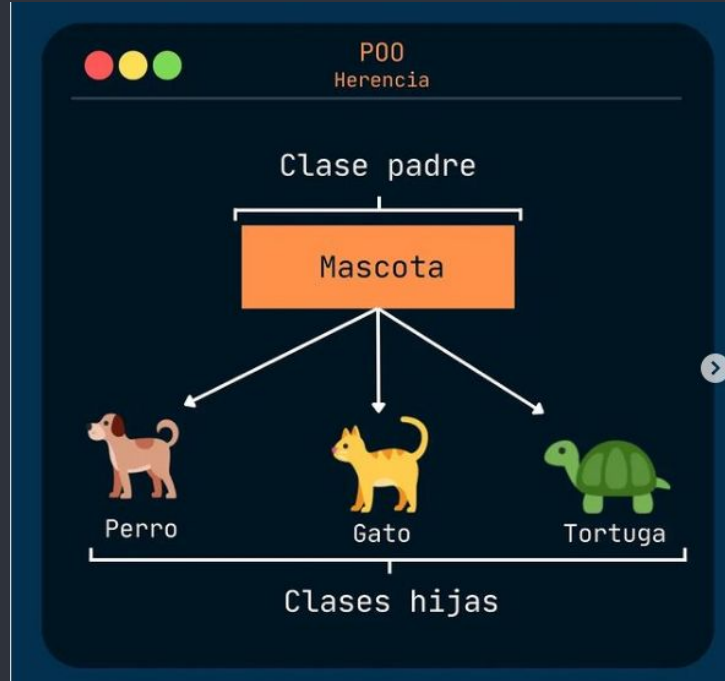 POO
Herencia
Clase padre
Mascota
Perro
Gato
Tortuga
Clases hijas